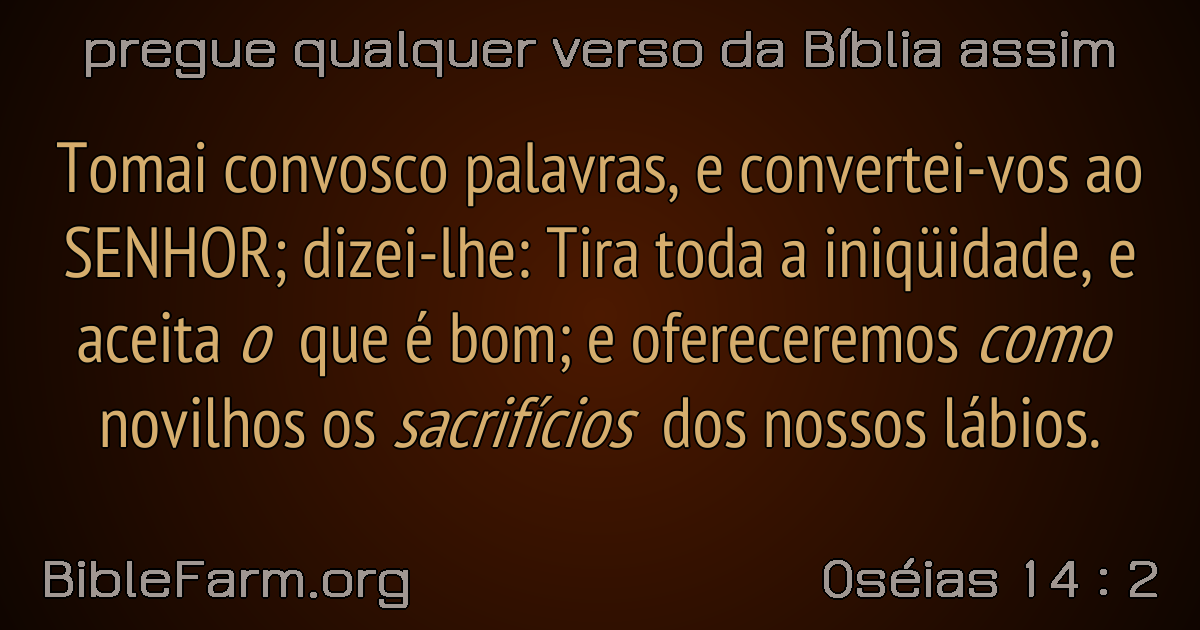 pregue qualquer verso da Bíblia assim
Tomai convosco palavras, e convertei-vos ao
SENHOR; dizei-lhe: Tira toda a iniqüidade, e
aceita o que é bom; e ofereceremos como
novilhos os sacrifícios dos nossos lábios.
BibleFarm.org
Oséias 14 : 2